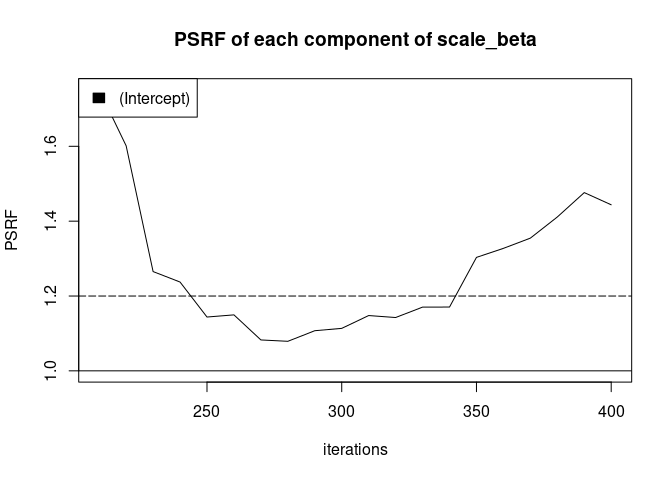 PSRF of each component of scale_beta
(Intercept)
PSRF
1.6
1.4
1.2
1.0
250 300 350 400
iterations